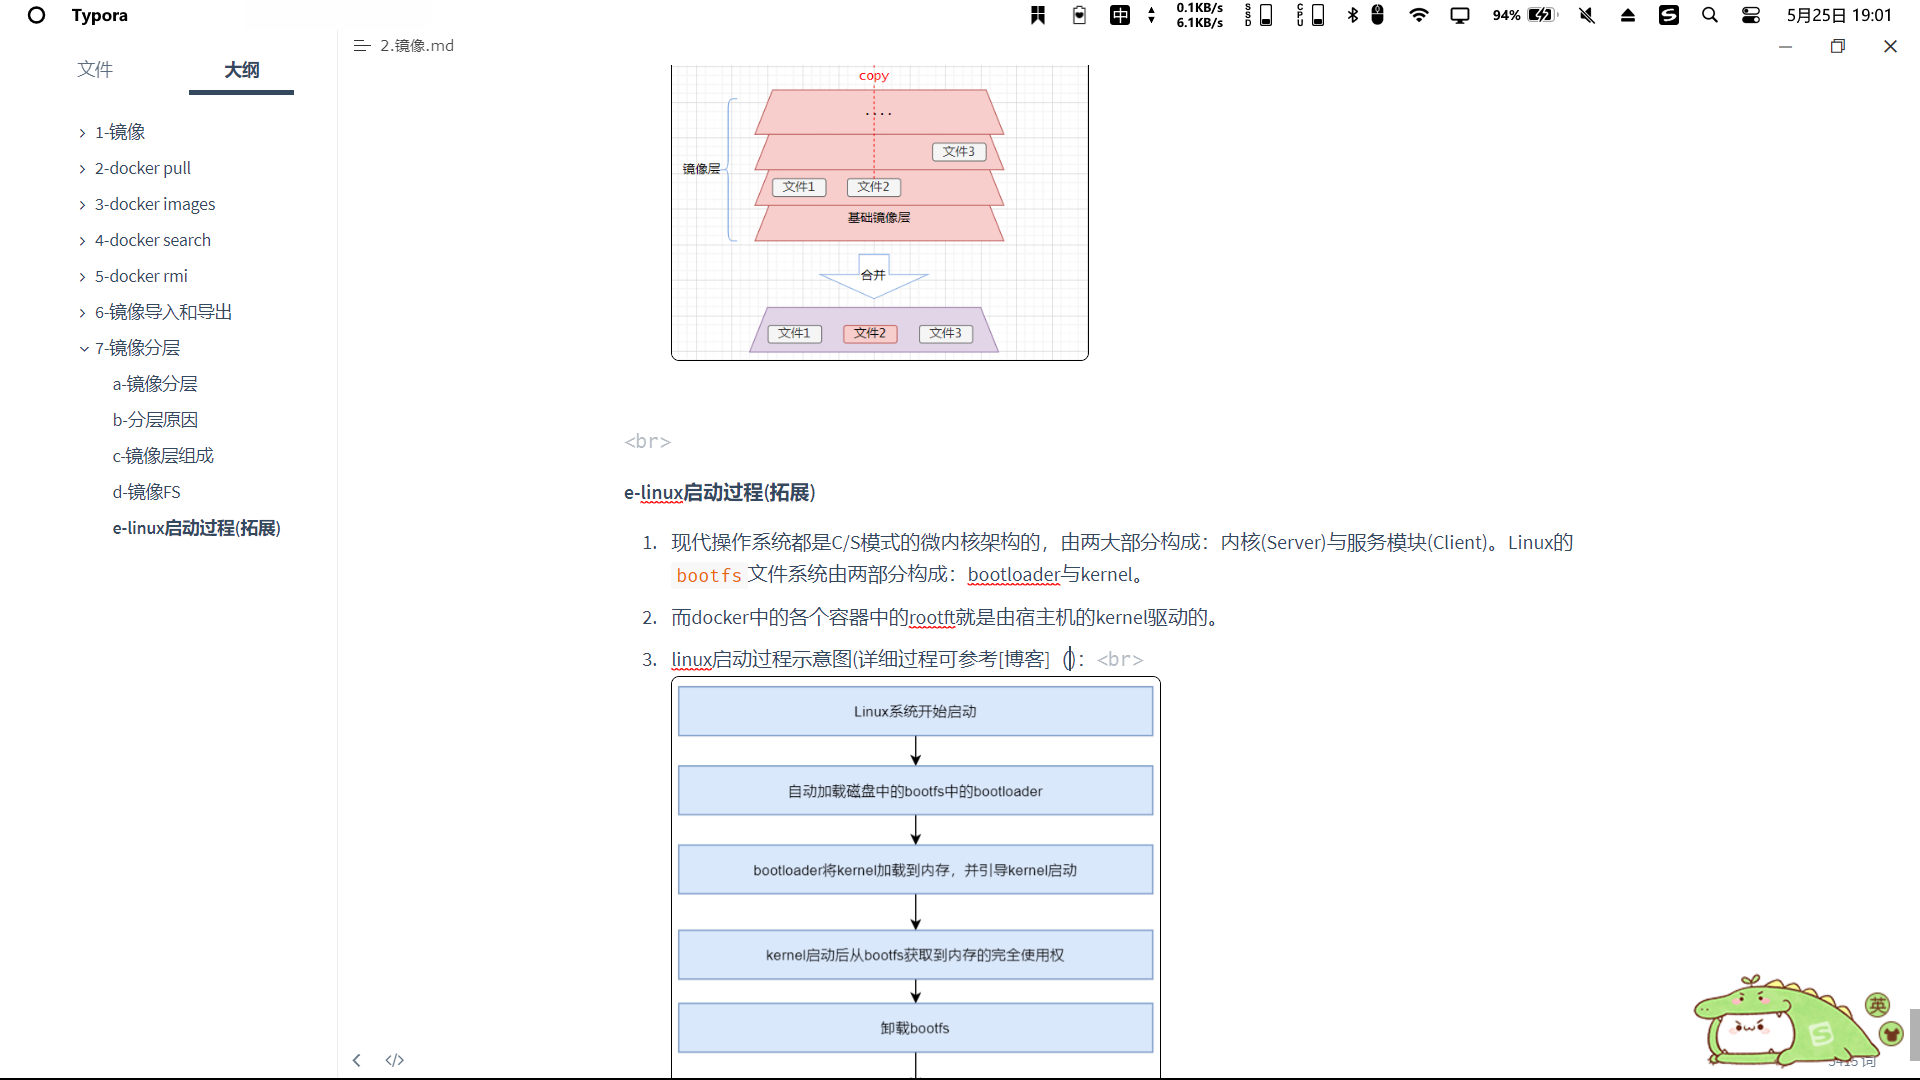 Typora
中
0.1KB/s
6.1KB/s
SSD
CPU
94%
S
5月25日 19:01
文件
大纲
2.镜像.md
1-镜像
2-docker pull
3-docker images
4-docker search
5-docker rmi
6-镜像导入和导出
7-镜像分层
a-镜像分层
b-分层原因
c-镜像层组成
d-镜像FS
e-linux启动过程(拓展)
copy
....
文件3
镜像层
文件1
文件2
基础镜像层
合并
文件1
文件2
文件3
<br>
e-linux启动过程(拓展)
1. 现代操作系统都是C/S模式的微内核架构的，由两大部分构成：内核(Server)与服务模块(Client)。Linux的
bootfs 文件系统由两部分构成：bootloader与kernel。
2. 而docker中的各个容器中的rootft就是由宿主机的kernel驱动的。
3. linux启动过程示意图(详细过程可参考[博客]（)：<br>
Linux系统开始启动
自动加载磁盘中的bootfs中的bootloader
bootloader将kernel加载到内存，并引导kernel启动
kernel启动后从bootfs获取到内存的完全使用权
卸载bootfs
</>
英
S